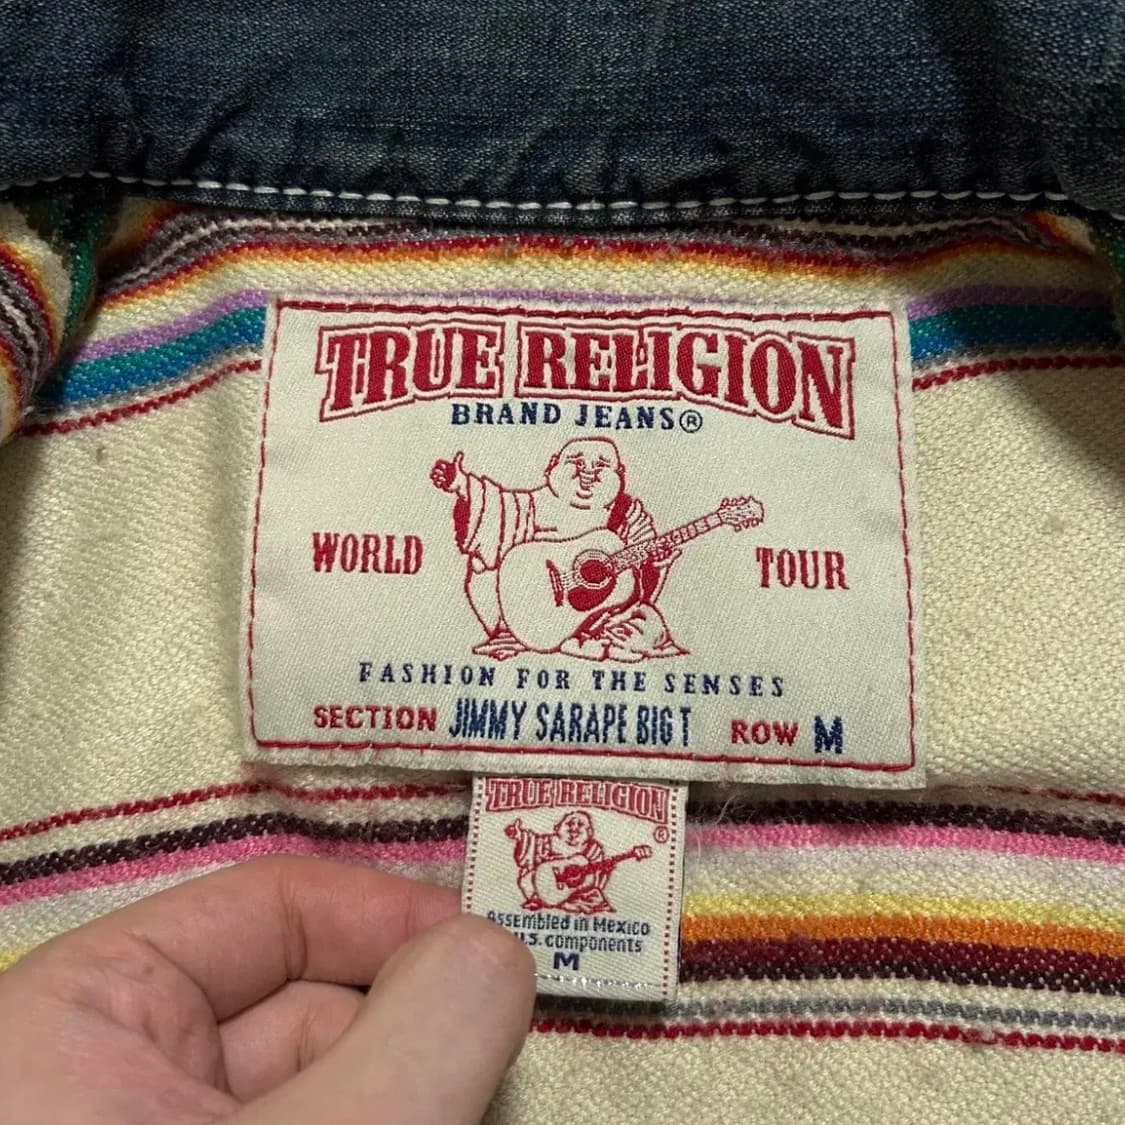 TRUE RELIGION
BRAND JEANS®
WORLD TOUR
FASHION FOR THE SENSES
SECTION JIMMY SARAPE BIG T ROW M
TRUE RELIGION
®
Assembled in Mexico
U.S. components
M